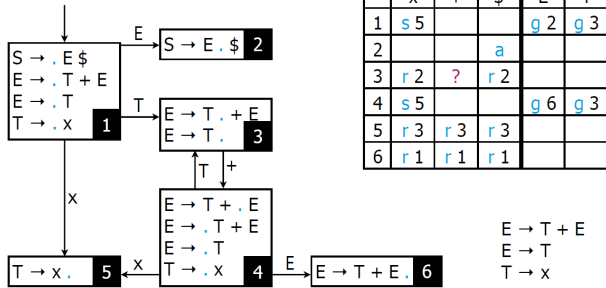 E
S → . E $
E → . T + E
E → . T
T → . x
1
S → E . $ 2
T
E → T . + E
E → T . 3
T
+
x
E → T + . E
E → . T + E
E → . T
T → . x
4
T → x . 5
x
E
E → T + E . 6
1 s 5 g 2 g 3
2 a
3 r 2 ? r 2
4 s 5 g 6 g 3
5 r 3 r 3 r 3
6 r 1 r 1 r 1
E → T + E
E → T
T → x